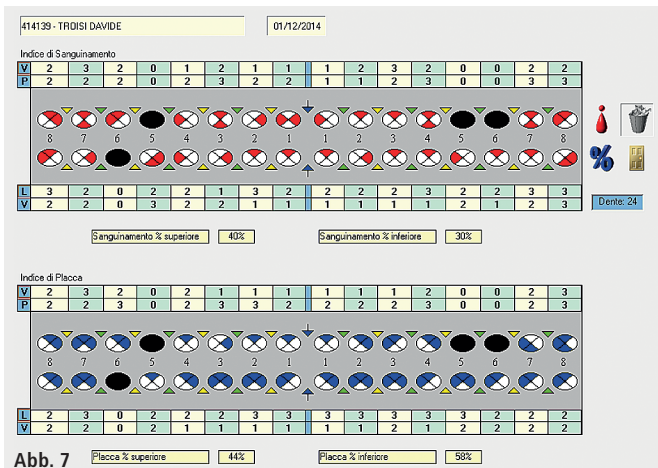 414139 - TROISI DAVIDE 01/12/2014
Indice di Sanguinamento
V 2 3 2 0 1 2 1 1 1 2 3 2 0 0 2 2
P 2 2 2 0 2 3 2 2 1 1 2 3 0 0 2 3
8 7 6 5 4 3 2 1 1 2 3 4 5 6 7 8
L 3 2 0 2 2 1 3 2 2 2 2 3 2 2 3 3
V 2 2 0 3 2 2 1 1 1 1 1 1 2 1 2 3
Dente: 24
Sanguinamento % superiore 40% Sanguinamento % inferiore 30%
Indice di Placca
V 2 3 2 0 2 1 1 1 1 1 1 2 0 0 2 3
P 2 2 3 0 2 3 3 2 2 2 2 3 0 0 2 3
8 7 6 5 4 3 2 1 1 2 3 4 5 6 7 8
L 2 3 0 2 2 2 3 3 3 3 3 3 3 2 2 2
V 2 2 0 2 1 1 1 1 1 1 2 1 2 2 2 2
Abb. 7 Placca % superiore 44% Placca % inferiore 58%